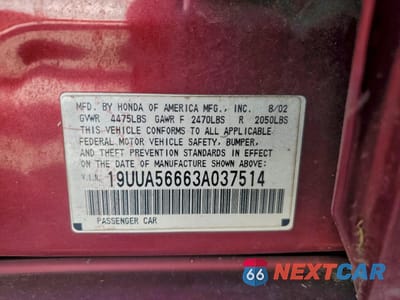 MFD. BY HONDA OF AMERICA MFG., INC. 8/02
GVWR 4475LBS GAWR F 2470LBS R 2050LBS
THIS VEHICLE CONFORMS TO ALL APPLICABLE
FEDERAL MOTOR VEHICLE SAFETY, BUMPER,
AND THEFT PREVENTION STANDARDS IN EFFECT ON
THE DATE OF MANUFACTURE SHOWN ABOVE.
V.I.N. 19UUA56663A037514
PASSENGER CAR
66 NEXTCAR